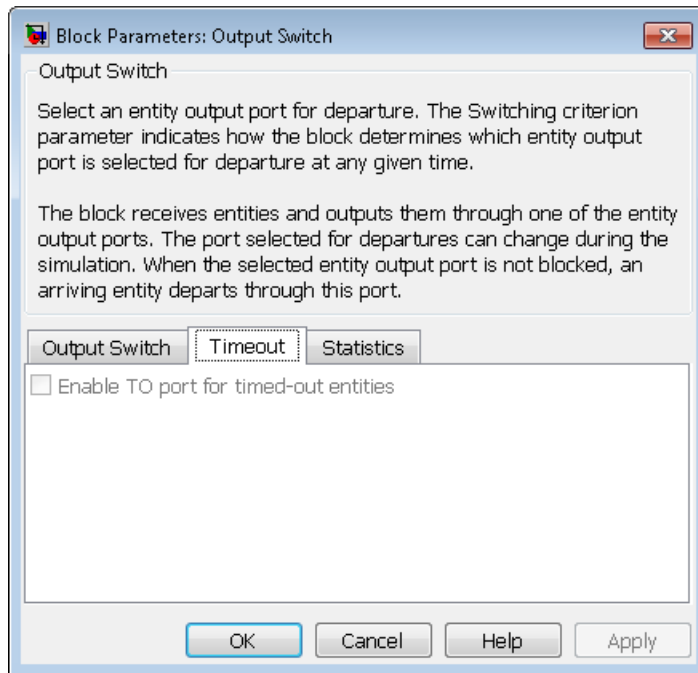 Block Parameters: Output Switch
Output Switch
Select an entity output port for departure. The Switching criterion
parameter indicates how the block determines which entity output
port is selected for departure at any given time.
The block receives entities and outputs them through one of the entity
output ports. The port selected for departures can change during the
simulation. When the selected entity output port is not blocked, an
arriving entity departs through this port.
Output Switch Timeout Statistics
Enable TO port for timed-out entities
OK Cancel Help Apply